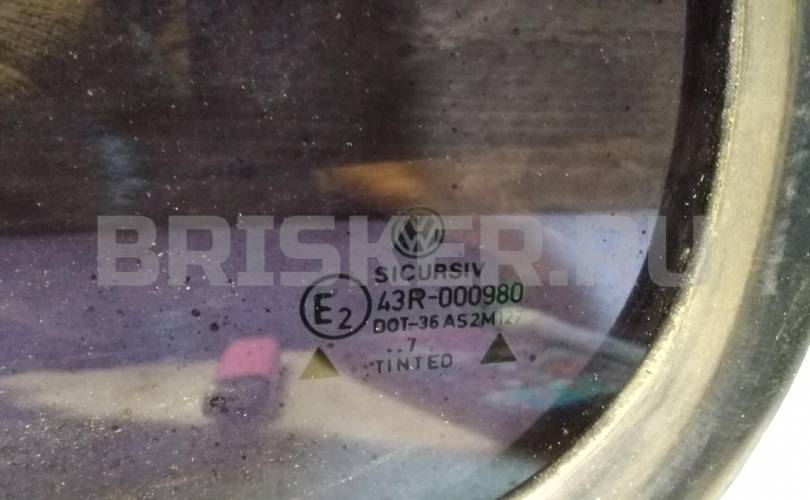 BRISKER.RU
SICURSIV
E2 43R-000980
DOT-36 AS2M127
..7
TINTED